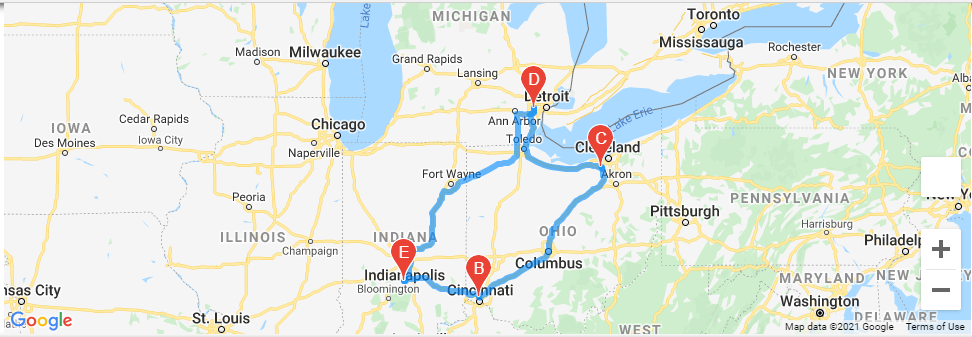 MICHIGAN
Toronto
Mississauga
Rochester
NEW YORK
Madison
Milwaukee
Grand Rapids
Lansing
Lake
D
Detroit
Ann Arbor
Lake Erie
IOWA
Cedar Rapids
Iowa City
Des Moines
Chicago
Naperville
Toledo
C
Cleveland
Akron
Fort Wayne
Peoria
PENNSYLVANIA
Pittsburgh
Harrisburg
New York
ILLINOIS
Champaign
INDIANA
OHIO
Columbus
Philadelp
E
Indianapolis
Bloomington
B
Cincinnati
MARYLAND
NEW J
Washington
DELAWARE
nsas City
St. Louis
WEST
Google
Map data ©2021 Google
Terms of Use